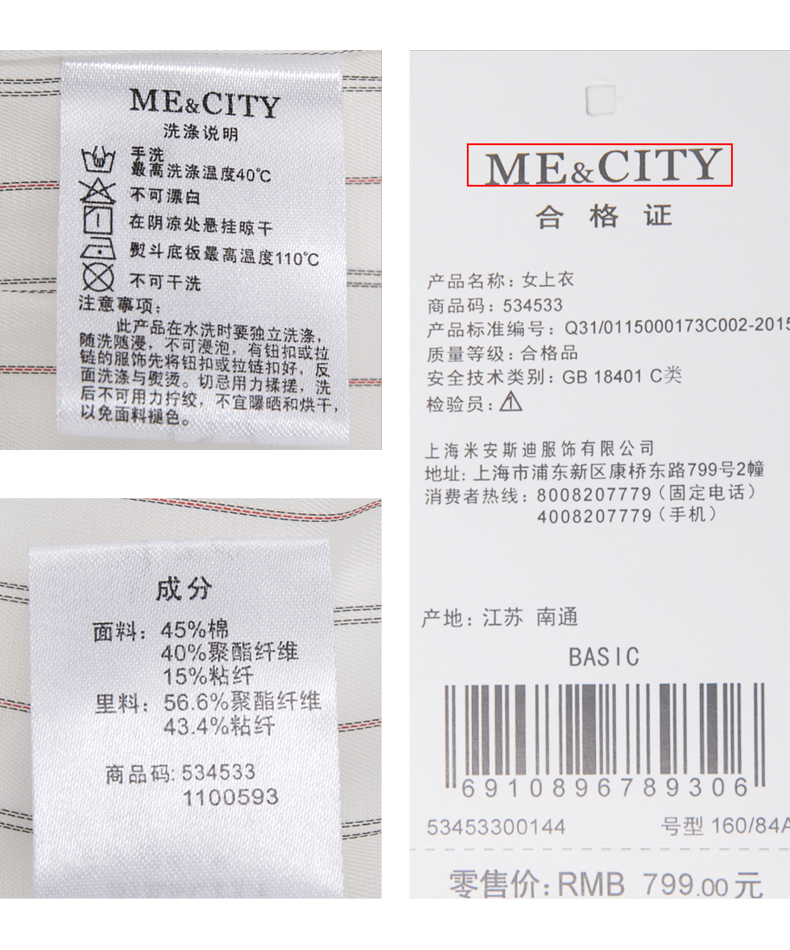 ME&CITY
洗涤说明
手洗
最高洗涤温度40℃
不可漂白
在阴凉处悬挂晾干
熨斗底板最高温度110℃
不可干洗
注意事项：
此产品在水洗时要独立洗涤，
随洗随浸，不可浸泡，有钮扣或拉
链的服饰先将钮扣或拉链扣好，反
面洗涤与熨烫。切忌用力揉搓，洗
后不可用力拧绞，不宜曝晒和烘干，
以免面料褪色。
成分
面料：45%棉
40%聚酯纤维
15%粘纤
里料：56.6%聚酯纤维
43.4%粘纤
商品码：534533
1100593
ME&CITY
合格证
产品名称：女上衣
商品码：534533
产品标准编号：Q31/0115000173C002-2015
质量等级：合格品
安全技术类别：GB 18401 C类
检验员：
上海米安斯迪服饰有限公司
地址：上海市浦东新区康桥东路799号2幢
消费者热线：8008207779（固定电话）
4008207779（手机）
产地：江苏 南通
BASIC
6910896789306
53453300144 号型 160/84A
零售价：RMB 799.00元